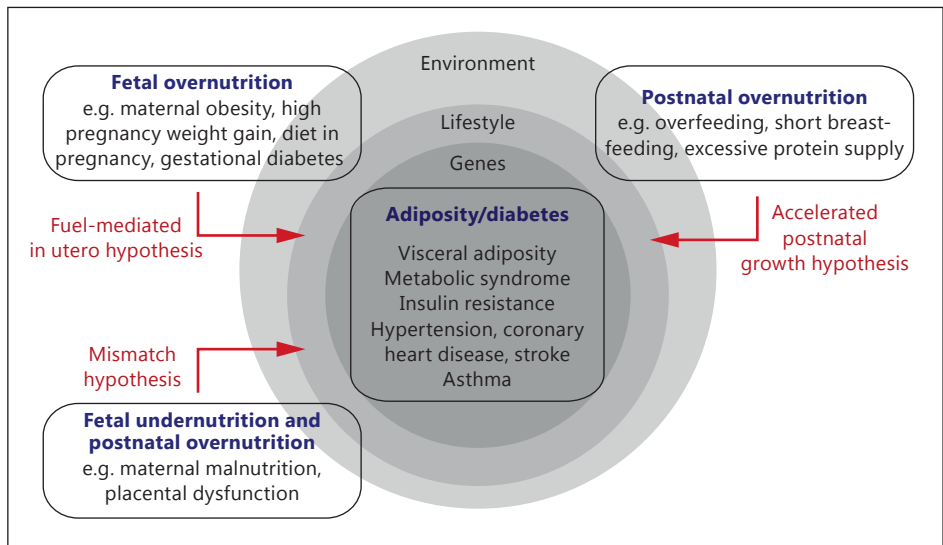 Environment
Fetal overnutrition
e.g. maternal obesity, high
pregnancy weight gain, diet in
pregnancy, gestational diabetes
Postnatal overnutrition
e.g. overfeeding, short breast-
feeding, excessive protein supply
Lifestyle
Genes
Fuel-mediated
in utero hypothesis
Adiposity/diabetes
Visceral adiposity
Metabolic syndrome
Insulin resistance
Hypertension, coronary
heart disease, stroke
Asthma
Accelerated
postnatal
growth hypothesis
Mismatch
hypothesis
Fetal undernutrition and
postnatal overnutrition
e.g. maternal malnutrition,
placental dysfunction